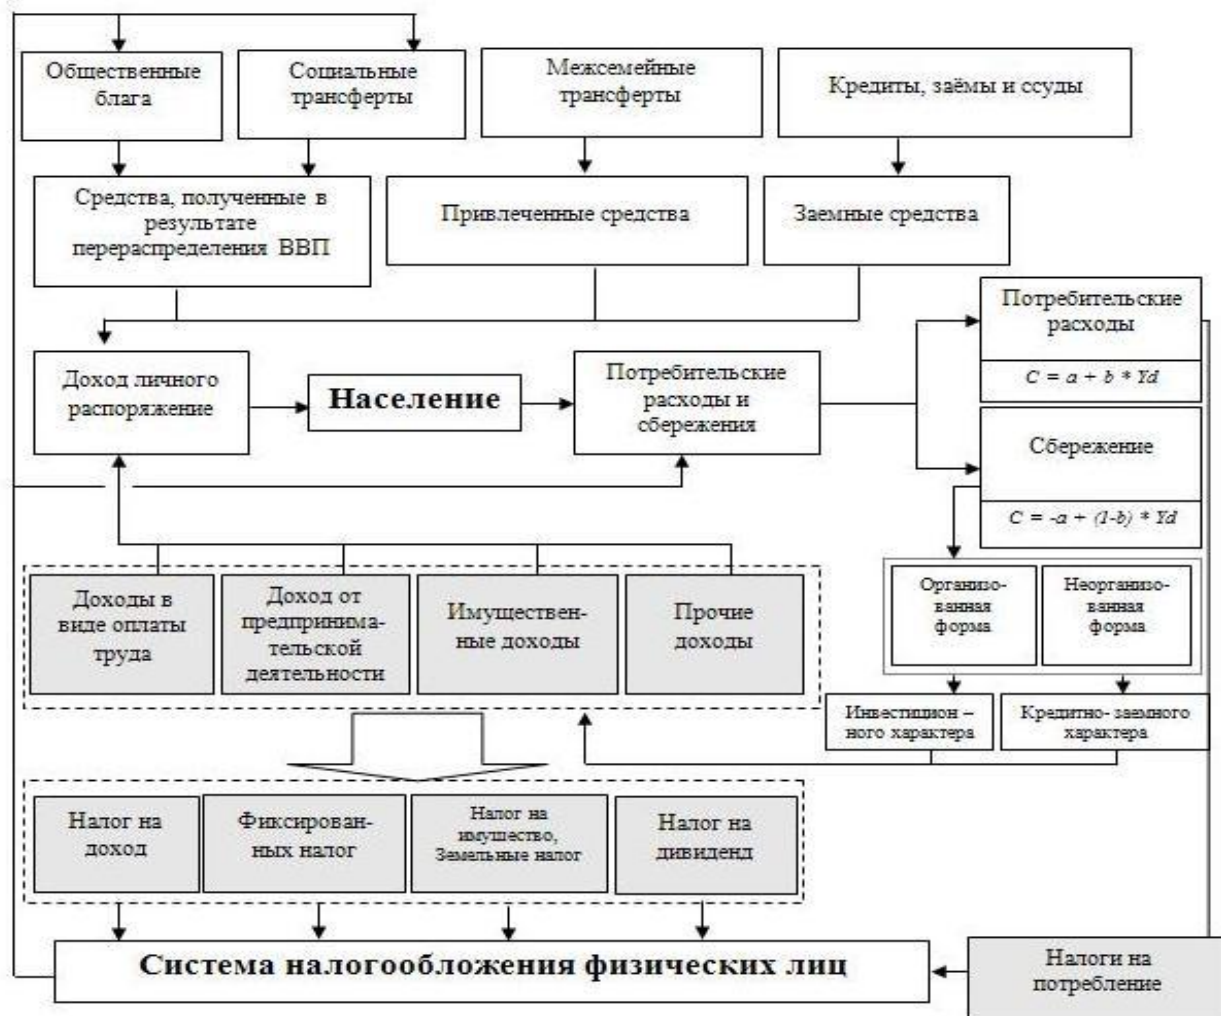 Общественные
блага
Социальные
трансферты
Межсемейные
трансферты
Кредиты, заёмы и ссуды
Средства, полученные в
результате
перераспределения ВВП
Привлеченные средства
Заемные средства
Потребительские
расходы
C = a + b * Yd
Доход личного
распоряжение
Население
Потребительские
расходы и
сбережения
Сбережение
C = -a + (1-b) * Yd
Организо-
ванная
форма
Неорганизо-
ванная
форма
Доходы в
виде оплаты
труда
Доход от
предпринима-
тельской
деятельности
Имуществен-
ные доходы
Прочие
доходы
Инвестицион –
ного характера
Кредитно- заемного
характера
Налог на
доход
Фиксирован-
ных налог
Налог на
имущество,
Земельные налог
Налог на
дивиденд
Система налогообложения физических лиц
Налоги на
потребление